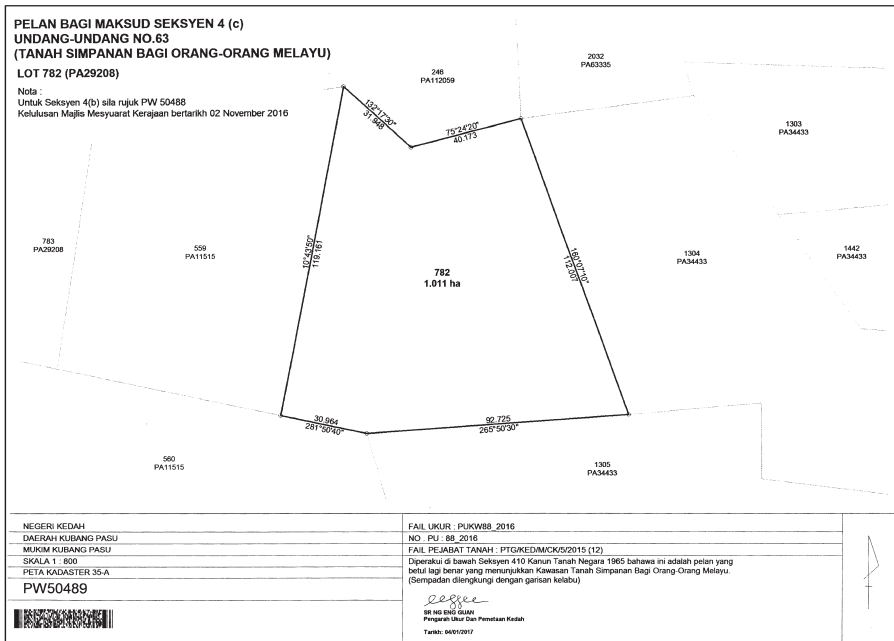 PELAN BAGI MAKSUD SEKSYEN 4 (c)
UNDANG-UNDANG NO.63
(TANAH SIMPANAN BAGI ORANG-ORANG MELAYU)
LOT 782 (PA29208)
Nota :
Untuk Seksyen 4(b) sila rujuk PW 50488
Kelulusan Majlis Mesyuarat Kerajaan bertarikh 02 November 2016
246
PA112059
2032
PA63335
1303
PA34433
132°17'30"
31.948
75°24'20"
40.173
783
PA29208
559
PA11515
10°43'50"
119.161
782
1.011 ha
160°07'10"
112.007
1304
PA34433
1442
PA34433
30.964
281°50'40"
92.725
265°50'30"
560
PA11515
1305
PA34433
NEGERI KEDAH
DAERAH KUBANG PASU
MUKIM KUBANG PASU
SKALA 1 : 800
PETA KADASTER 35-A
PW50489
FAIL UKUR : PUKW88_2016
NO . PU : 88_2016
FAIL PEJABAT TANAH : PTG/KED/M/CK/5/2015 (12)
Diperakui di bawah Seksyen 410 Kanun Tanah Negara 1965 bahawa ini adalah pelan yang
betul lagi benar yang menunjukkan Kawasan Tanah Simpanan Bagi Orang-Orang Melayu.
(Sempadan dilengkungi dengan garisan kelabu)
SR NG ENG GUAN
Pengarah Ukur Dan Pemetaan Kedah
Tarikh: 04/01/2017